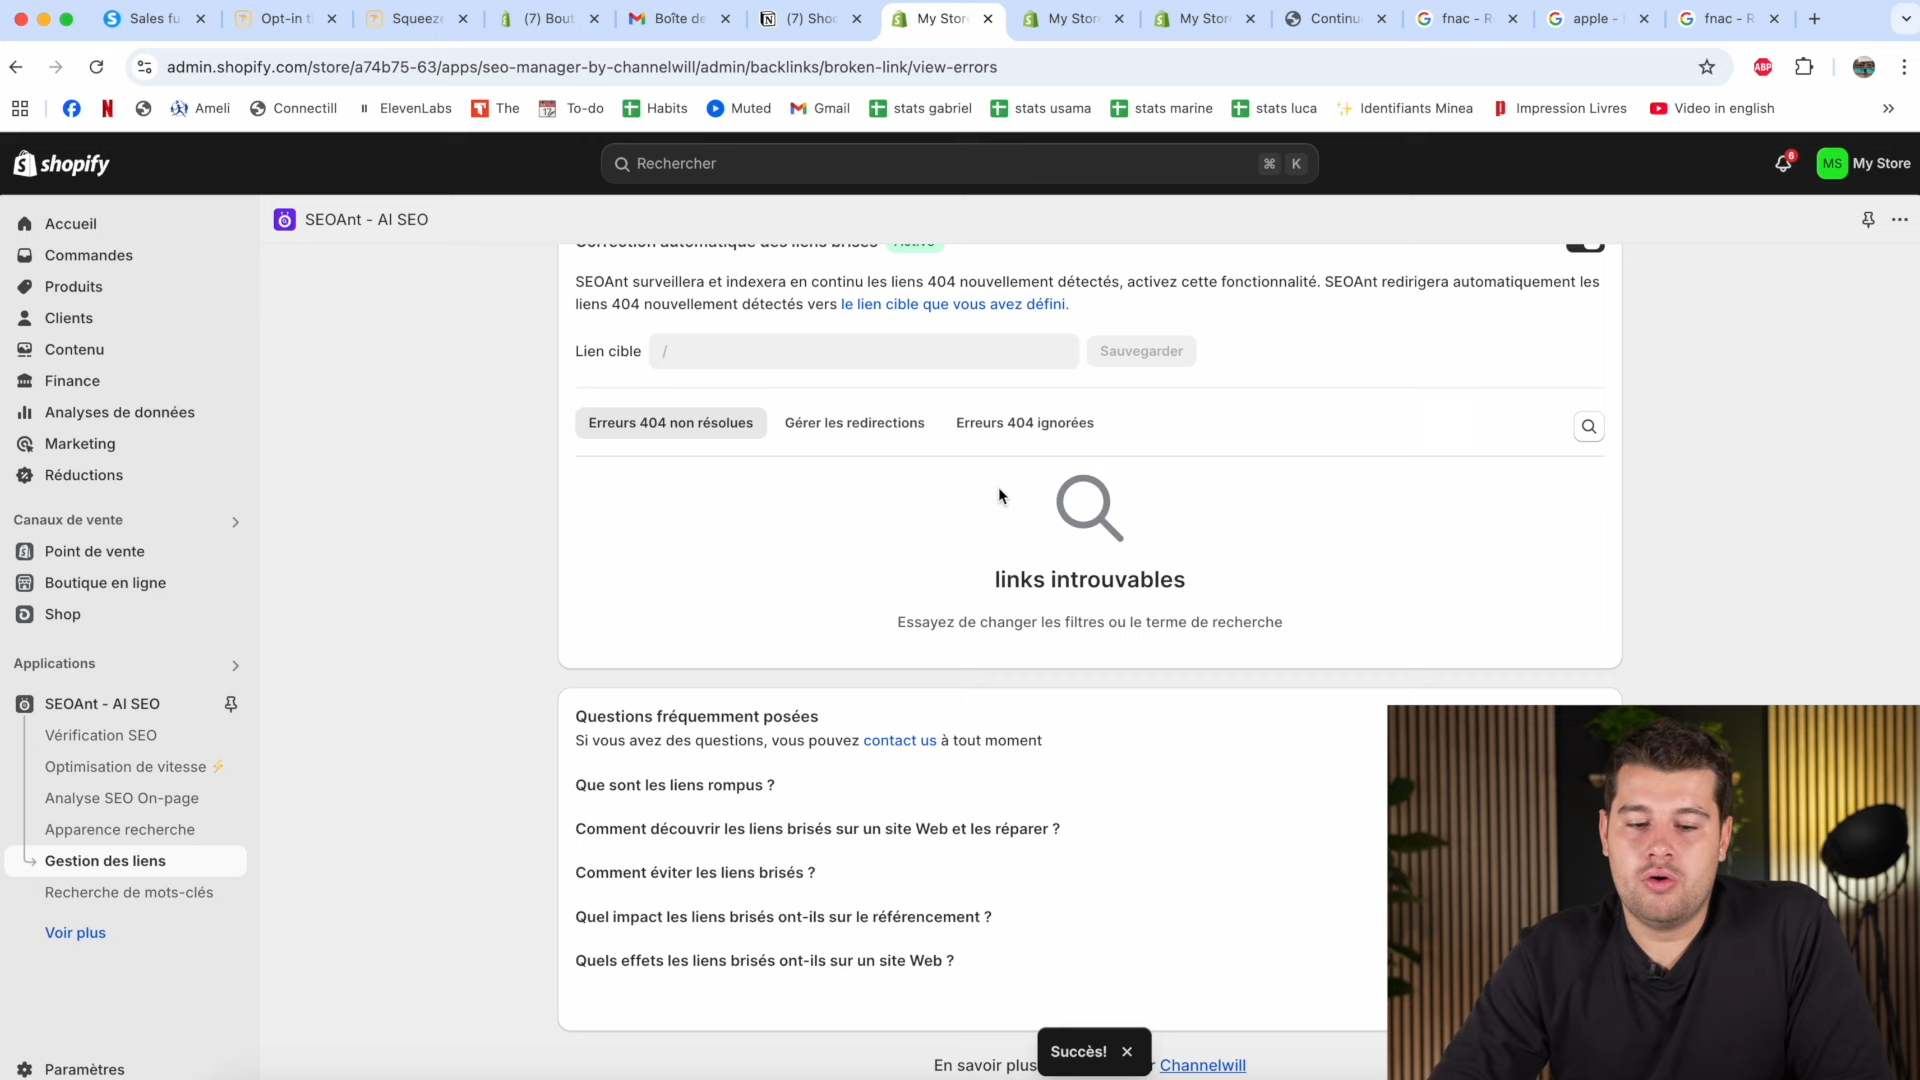 Sales fu
Opt-in t
Squeeze
(7) Bout
Boîte de
(7) Shop
My Stor
My Stor
My Stor
Continu
fnac - R
apple -
fnac - R
admin.shopify.com/store/a74b75-63/apps/seo-manager-by-channelwill/admin/backlinks/broken-link/view-errors
ABP
Ameli
Connectill
ElevenLabs
The
To-do
Habits
Muted
Gmail
stats gabriel
stats usama
stats marine
stats luca
Identifiants Minea
Impression Livres
Video in english
shopify
Rechercher
⌘ K
6
MS My Store
SEOAnt - AI SEO
Accueil
Commandes
Produits
Clients
Contenu
Finance
Analyses de données
Marketing
Réductions
Canaux de vente
Point de vente
Boutique en ligne
Shop
Applications
SEOAnt - AI SEO
Vérification SEO
Optimisation de vitesse ⚡
Analyse SEO On-page
Apparence recherche
Gestion des liens
Recherche de mots-clés
Voir plus
Paramètres
Correction automatique des liens brisés Activé
SEOAnt surveillera et indexera en continu les liens 404 nouvellement détectés, activez cette fonctionnalité. SEOAnt redirigera automatiquement les
liens 404 nouvellement détectés vers le lien cible que vous avez défini.
Lien cible / Sauvegarder
Erreurs 404 non résolues Gérer les redirections Erreurs 404 ignorées
links introuvables
Essayez de changer les filtres ou le terme de recherche
Questions fréquemment posées
Si vous avez des questions, vous pouvez contact us à tout moment
Que sont les liens rompus ?
Comment découvrir les liens brisés sur un site Web et les réparer ?
Comment éviter les liens brisés ?
Quel impact les liens brisés ont-ils sur le référencement ?
Quels effets les liens brisés ont-ils sur un site Web ?
Succès!
En savoir plus r Channelwill